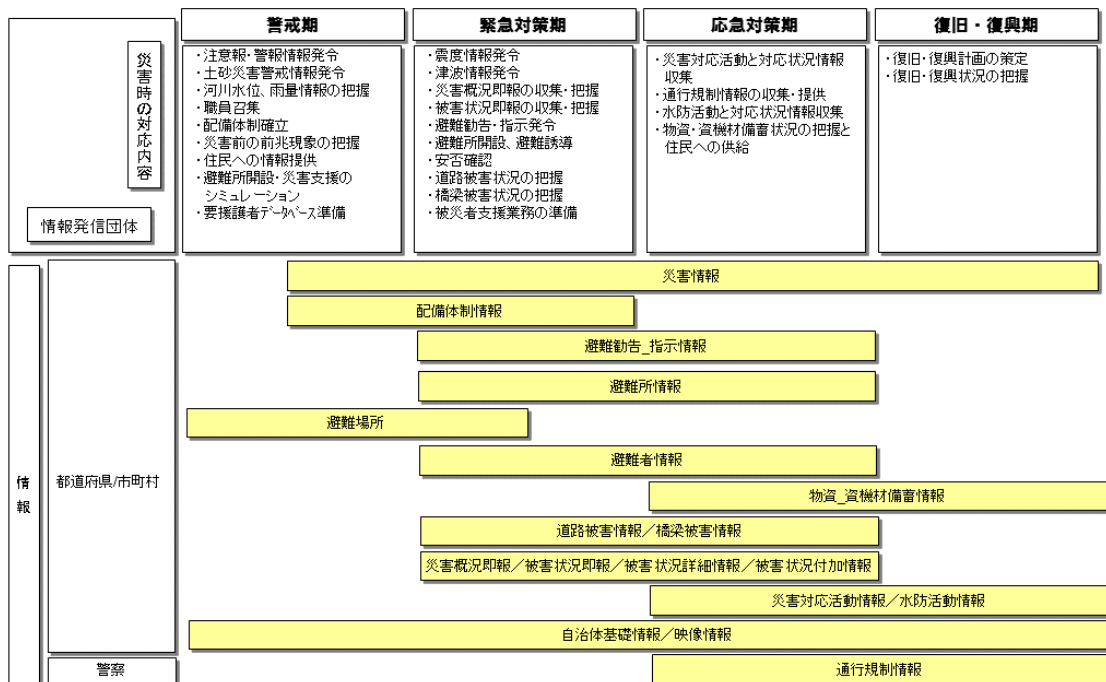 警戒期
緊急対策期
応急対策期
復旧・復興期
災害時の対応内容
情報発信団体
・注意報・警報情報発令
・土砂災害警戒情報発令
・河川水位、雨量情報の把握
・職員召集
・配備体制確立
・災害前の前兆現象の把握
・住民への情報提供
・避難所開設・災害支援の
シミュレーション
・要援護者データベース準備
・震度情報発令
・津波情報発令
・災害概況即報の収集・把握
・被害状況即報の収集・把握
・避難勧告・指示発令
・避難所開設、避難誘導
・安否確認
・道路被害状況の把握
・橋梁被害状況の把握
・被災者支援業務の準備
・災害対応活動と対応状況情報
収集
・通行規制情報の収集・提供
・水防活動と対応状況情報収集
・物資・資機材備蓄状況の把握と
住民への供給
・復旧・復興計画の策定
・復旧・復興状況の把握
情報
都道府県/市町村
災害情報
配備体制情報
避難勧告_指示情報
避難所情報
避難場所
避難者情報
物資_資機材備蓄情報
道路被害情報／橋梁被害情報
災害概況即報／被害状況即報／被害状況詳細情報／被害状況付加情報
災害対応活動情報／水防活動情報
自治体基礎情報／映像情報
警察
通行規制情報